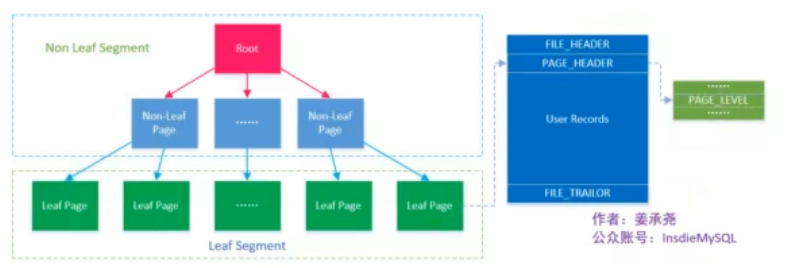 Non Leaf Segment
Root
Non-Leaf
Page
......
Non-Leaf
Page
Leaf Page
Leaf Page
......
Leaf Page
Leaf Page
Leaf Segment
FILE_HEADER
PAGE_HEADER
User Records
FILE_TRAILOR
......
PAGE_LEVEL
......
作者：姜承尧
公众账号：InsdieMySQL